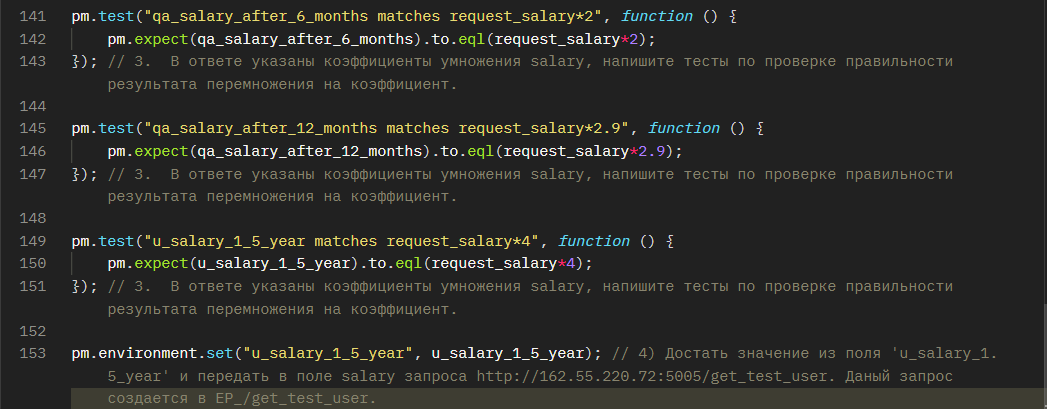 141 pm.test("qa_salary_after_6_months matches request_salary*2", function () {
142 pm.expect(qa_salary_after_6_months).to.eql(request_salary*2);
143 }); // 3. В ответе указаны коэффициенты умножения salary, напишите тесты по проверке правильности
результата перемножения на коэффициент.
144
145 pm.test("qa_salary_after_12_months matches request_salary*2.9", function () {
146 pm.expect(qa_salary_after_12_months).to.eql(request_salary*2.9);
147 }); // 3. В ответе указаны коэффициенты умножения salary, напишите тесты по проверке правильности
результата перемножения на коэффициент.
148
149 pm.test("u_salary_1_5_year matches request_salary*4", function () {
150 pm.expect(u_salary_1_5_year).to.eql(request_salary*4);
151 }); // 3. В ответе указаны коэффициенты умножения salary, напишите тесты по проверке правильности
результата перемножения на коэффициент.
152
153 pm.environment.set("u_salary_1_5_year", u_salary_1_5_year); // 4) Достать значение из поля 'u_salary_1.
5_year' и передать в поле salary запроса http://162.55.220.72:5005/get_test_user. Даный запрос
создается в EP_/get_test_user.